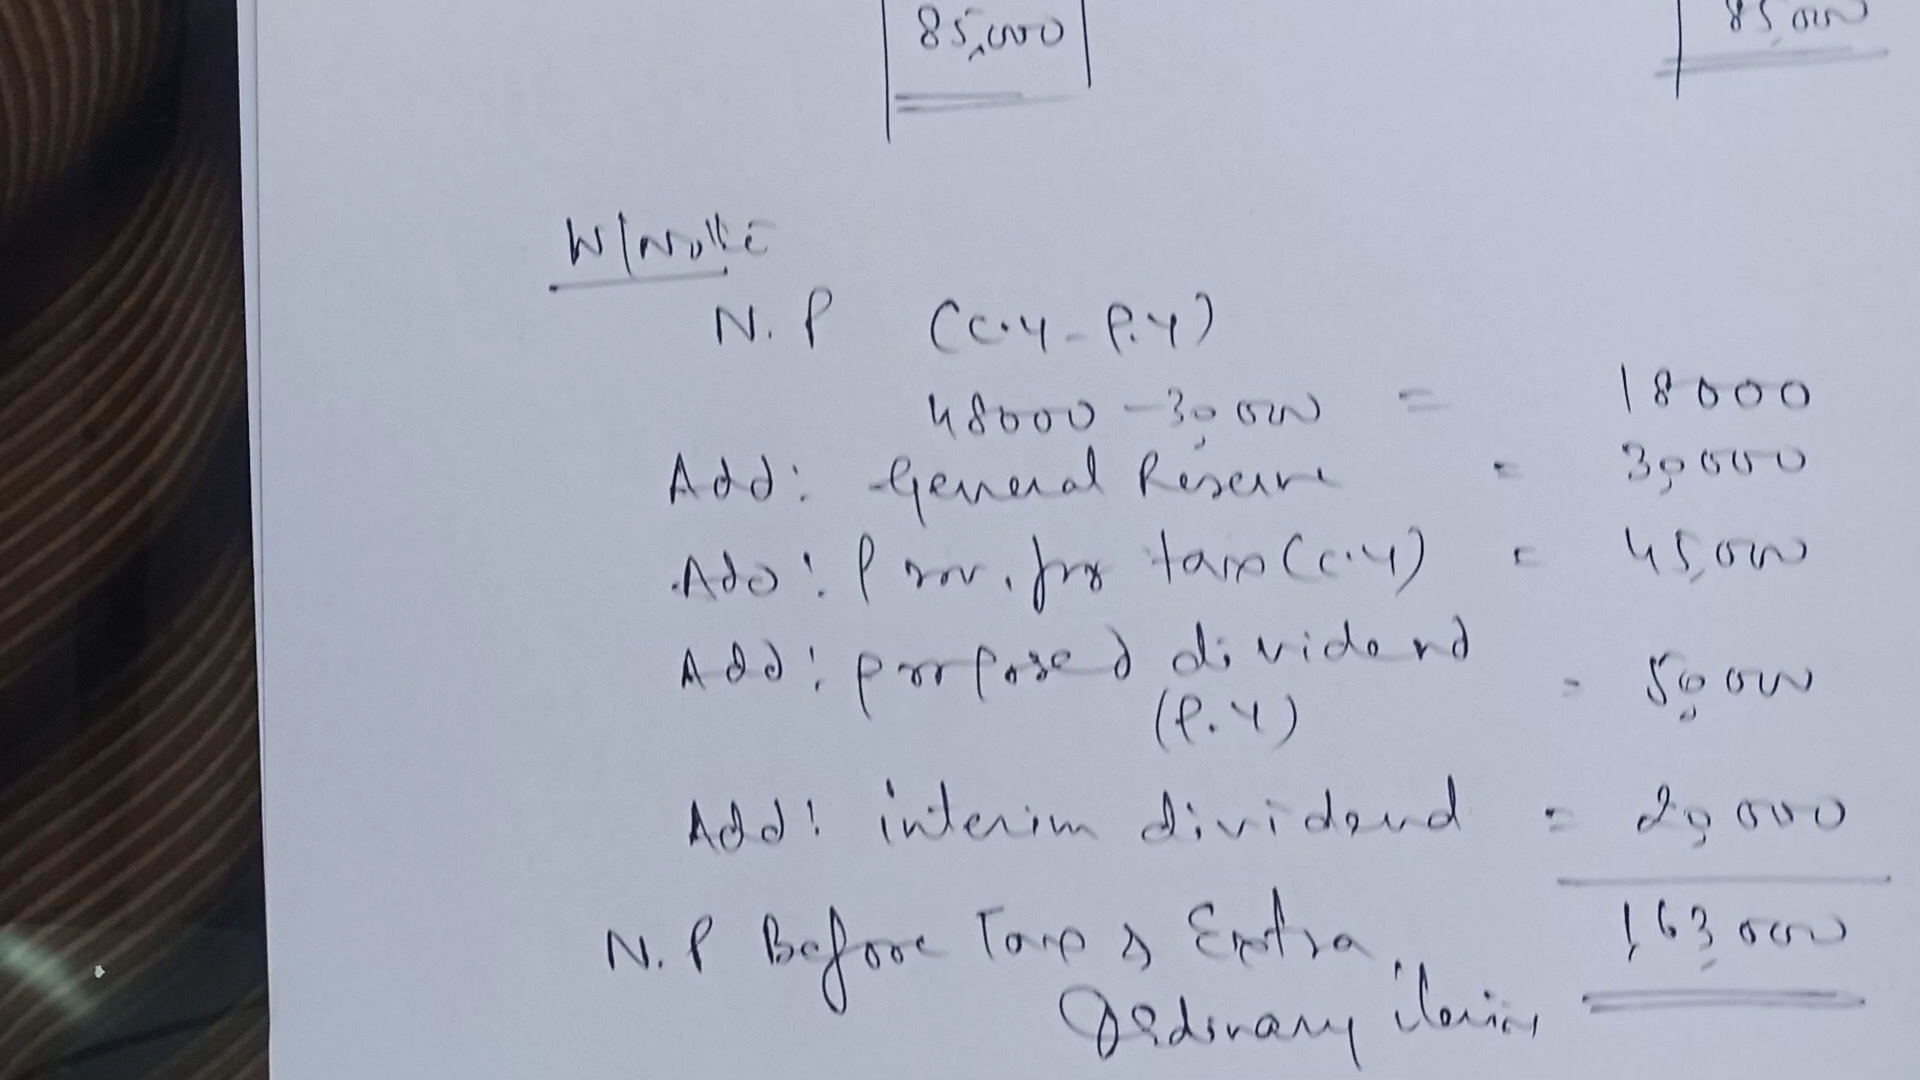 85,000 85,000
W/Note
N.P (C.Y - P.Y)
48000 - 30,000 = 18000
Add: General Reserve = 30,000
Add: Prov. for tax (C.Y) = 45,000
Add: proposed dividend = 50,000
(P.Y)
Add: interim dividend = 20,000
N.P Before Tax & Extra 1,63,000
Ordinary items